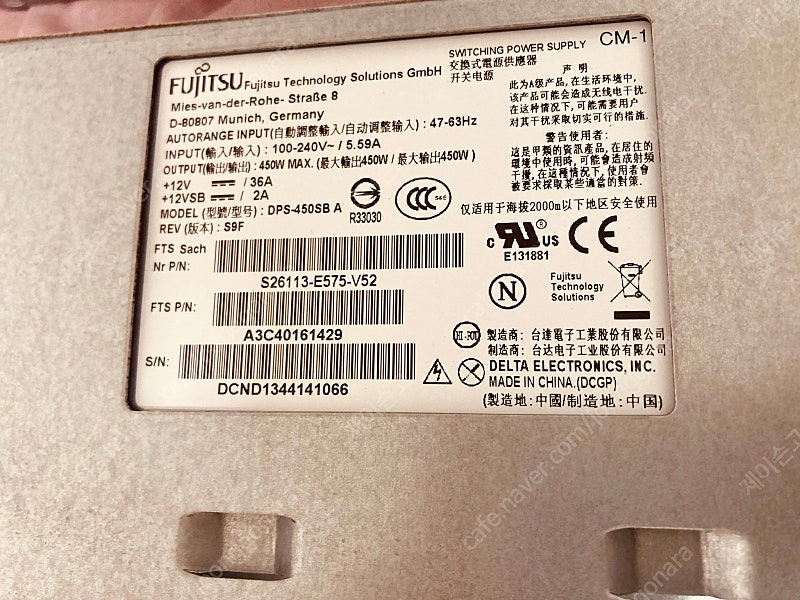 FUJITSU Fujitsu Technology Solutions GmbH
Mies-van-der-Rohe- Straße 8
D-80807 Munich, Germany
AUTORANGE INPUT(自動調整輸入/自动调整输入) : 47-63Hz
INPUT(輸入/输入) : 100-240V~ / 5.59A
OUTPUT(輸出/输出) : 450W MAX. (最大輸出450W / 最大输出450W )
+12V / 36A
+12VSB / 2A
MODEL (型號/型号) : DPS-450SB A
REV (版本) : S9F
R33030
CCC S&E
FTS Sach
Nr P/N:
S26113-E575-V52
FTS P/N:
A3C40161429
S/N:
DCND1344141066
SWITCHING POWER SUPPLY CM-1
交換式電源供應器
开关电源
声 明
此为A级产品,在生活环境中,
该产品可能会造成无线电干扰.
在这种情况下,可能需要用户
对其干扰采取切实可行的措施.
警告使用者:
這是甲類的資訊產品,在居住的
環境中使用時,可能會造成射頻
干擾,在這種情況下,使用者會
被要求採取某些適當的對策.
仅适用于海拔2000m以下地区安全使用
c RU ® US CE
E131881
N
Fujitsu
Technology
Solutions
HI-POT
製造商: 台達電子工業股份有限公司
制造商: 台达电子工业股份有限公司
DELTA ELECTRONICS, INC.
MADE IN CHINA.(DCGP)
(製造地:中國/制造地:中国)
cafe.naver.com/j
onara